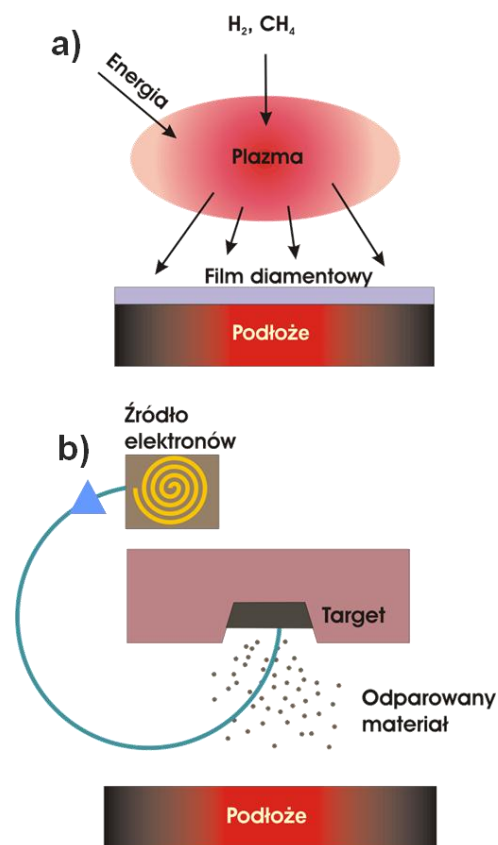 a)
H₂, CH₄
Energia
Plazma
Film diamentowy
Podłoże
b)
Źródło
elektronów
Target
Odparowany
materiał
Podłoże